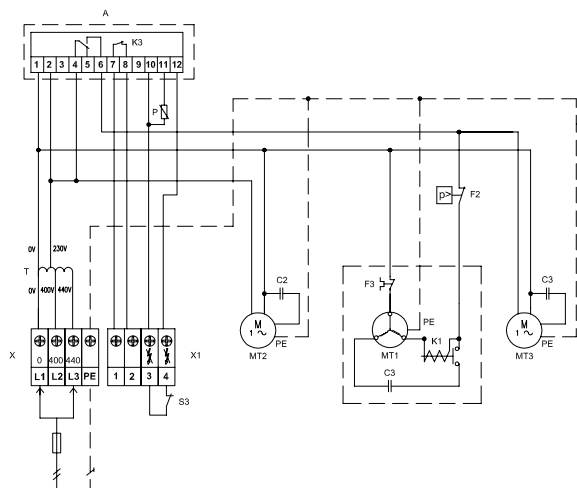 A
K3
1 2 3 4 5 6 7 8 9 10 11 12
P
p> F2
0V 230V
T
0V 400V 440V
C2
F3
C3
M
1 ~
PE
MT2
PE
MT1
K1
M
1 ~
PE
MT3
X
0 400 440
X1
L1 L2 L3 PE
1 2 3 4
C3
S3